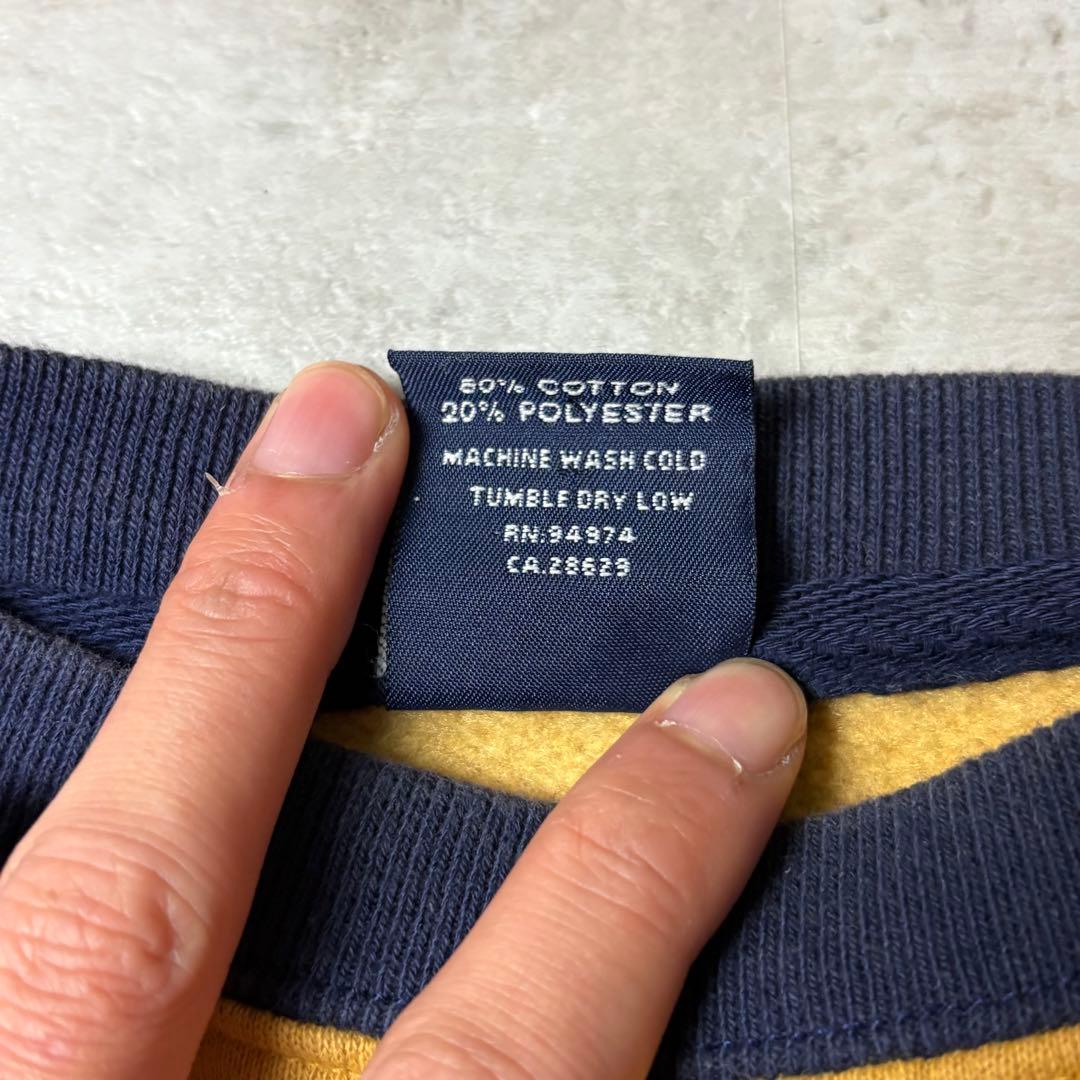 80% COTTON
20% POLYESTER
MACHINE WASH COLD
TUMBLE DRY LOW
RN:94974
CA.28629